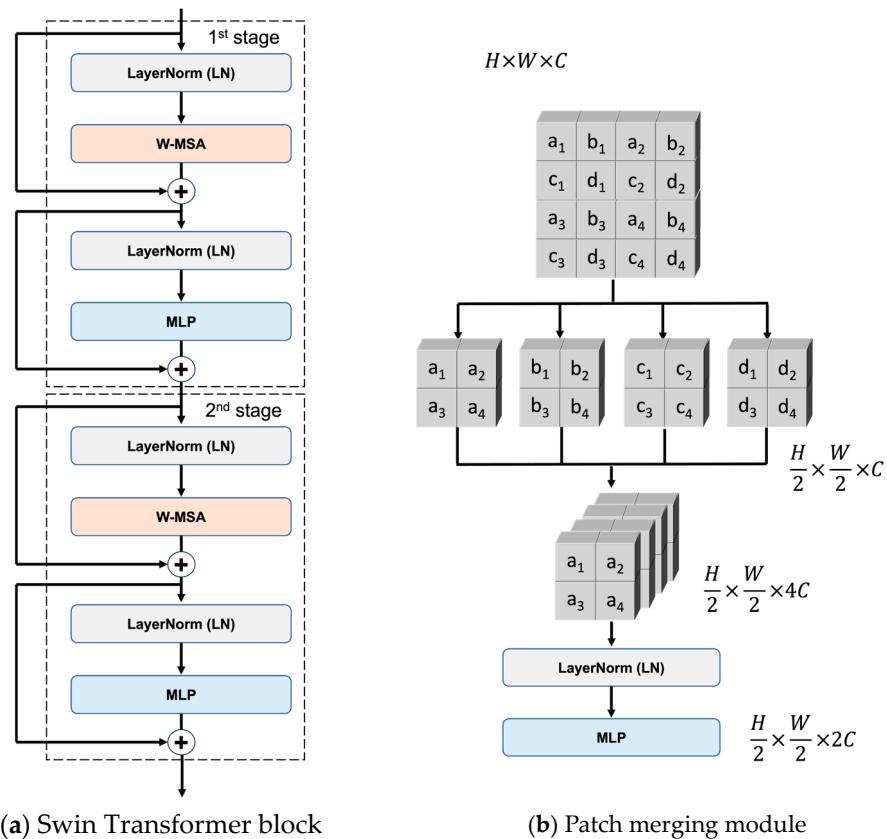 1st stage
LayerNorm (LN)
W-MSA
+
LayerNorm (LN)
MLP
+
2nd stage
LayerNorm (LN)
W-MSA
+
LayerNorm (LN)
MLP
+
(a) Swin Transformer block
H×W×C
a1 b1 a2 b2
c1 d1 c2 d2
a3 b3 a4 b4
c3 d3 c4 d4
a1 a2 b1 b2 c1 c2 d1 d2
a3 a4 b3 b4 c3 c4 d3 d4
H/2 × W/2 ×C
a1 a2
a3 a4
H/2 × W/2 ×4C
LayerNorm (LN)
MLP
H/2 × W/2 ×2C
(b) Patch merging module